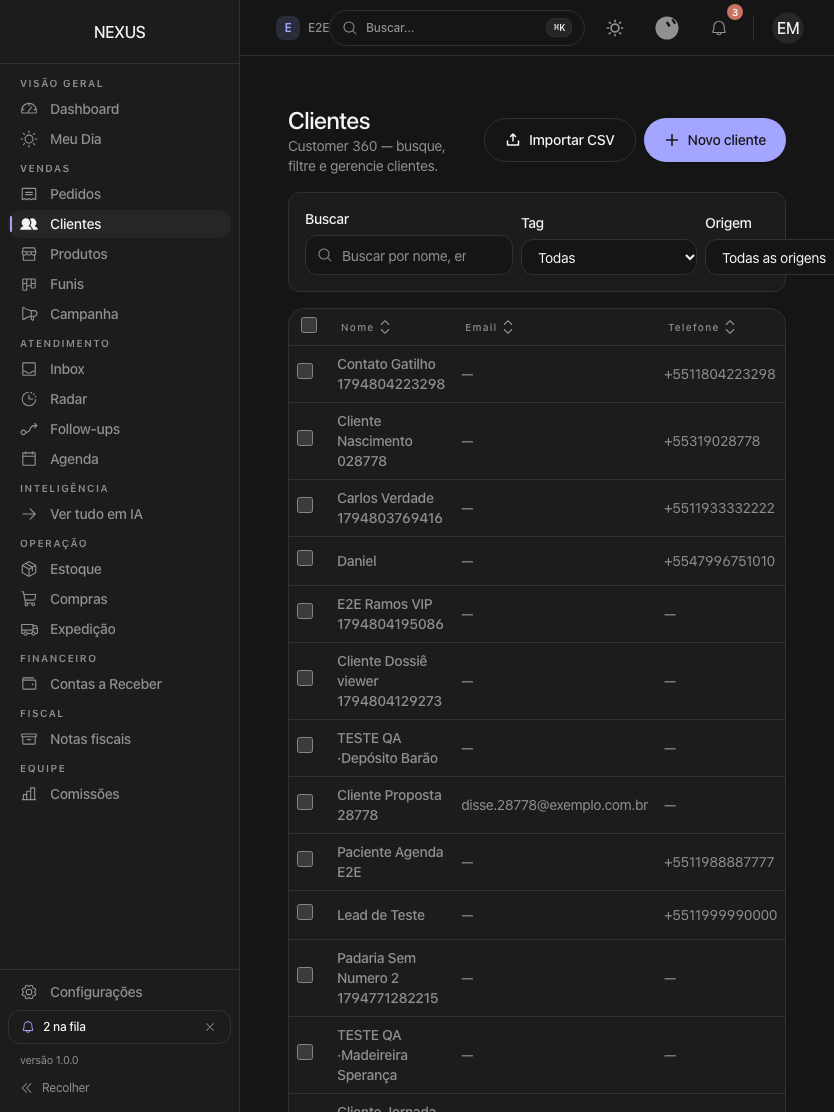 NEXUS
VISÃO GERAL
Dashboard
Meu Dia
VENDAS
Pedidos
Clientes
Produtos
Funis
Campanha
ATENDIMENTO
Inbox
Radar
Follow-ups
Agenda
INTELIGÊNCIA
Ver tudo em IA
OPERAÇÃO
Estoque
Compras
Expedição
FINANCEIRO
Contas a Receber
FISCAL
Notas fiscais
EQUIPE
Comissões
Configurações
2 na fila
versão 1.0.0
Recolher
E E2E
Buscar... ⌘K
3
EM
Clientes
Customer 360 — busque,
filtre e gerencie clientes.
Importar CSV
Novo cliente
Buscar
Buscar por nome, er
Tag
Todas
Origem
Todas as origens
Nome Email Telefone
Contato Gatilho
1794804223298 — +5511804223298
Cliente
Nascimento — +55319028778
028778
Carlos Verdade
1794803769416 — +5511933332222
Daniel — +5547996751010
E2E Ramos VIP
1794804195086 — —
Cliente Dossiê
viewer — —
1794804129273
TESTE QA
·Depósito Barão — —
Cliente Proposta
28778 disse.28778@exemplo.com.br —
Paciente Agenda
E2E — +5511988887777
Lead de Teste — +5511999990000
Padaria Sem
Numero 2 — —
1794771282215
TESTE QA
·Madeireira — —
Sperança
Cliente Jornada